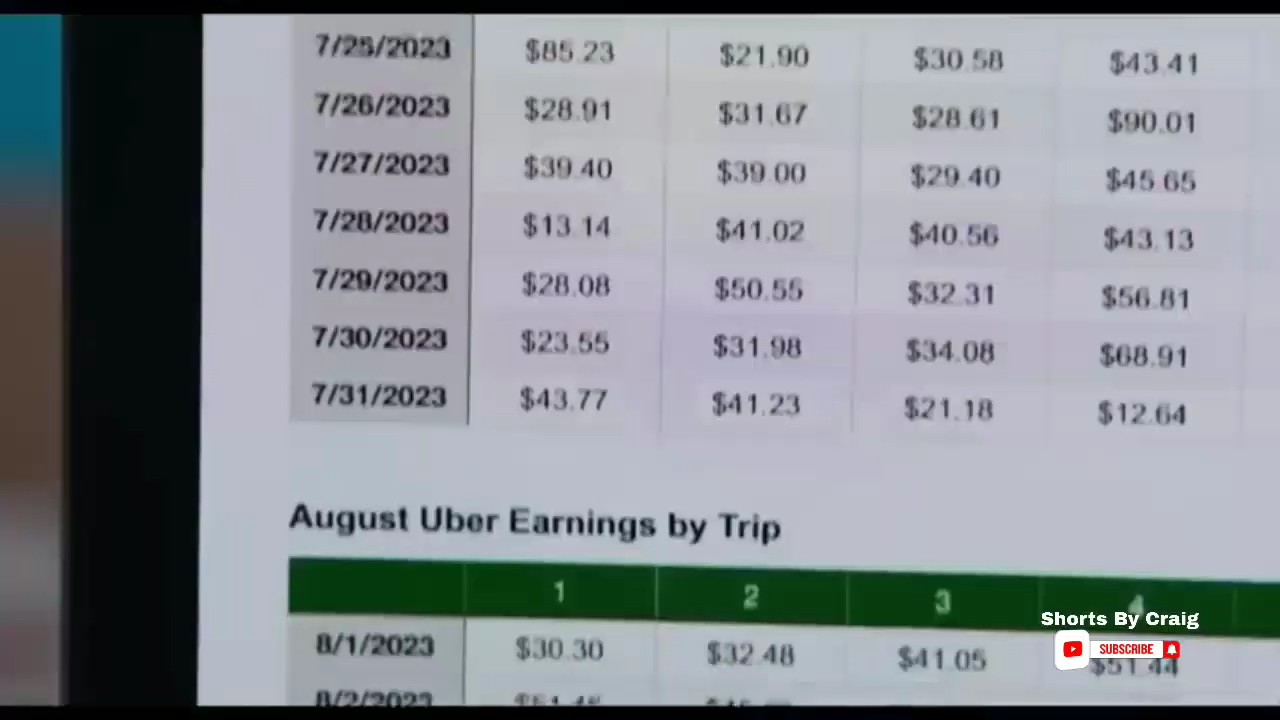 7/25/2023 $85.23 $21.90 $30.58 $43.41
7/26/2023 $28.91 $31.67 $28.61 $90.01
7/27/2023 $39.40 $39.00 $29.40 $45.65
7/28/2023 $13.14 $41.02 $40.56 $43.13
7/29/2023 $28.08 $50.55 $32.31 $56.81
7/30/2023 $23.55 $31.98 $34.08 $68.91
7/31/2023 $43.77 $41.23 $21.18 $12.64
August Uber Earnings by Trip
1 2 3 4
Shorts By Craig
SUBSCRIBE
8/1/2023 $30.30 $32.48 $41.05 $51.44
8/2/2023